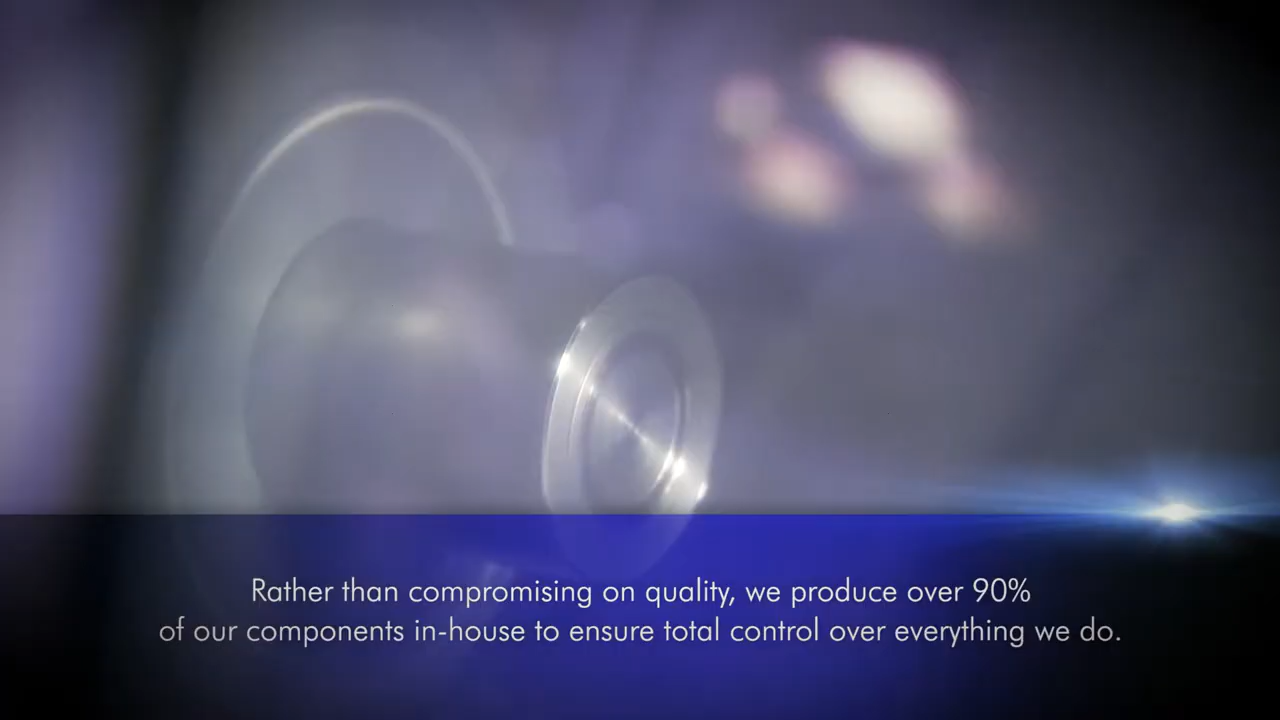 Rather than compromising on quality, we produce over 90%
of our components in-house to ensure total control over everything we do.